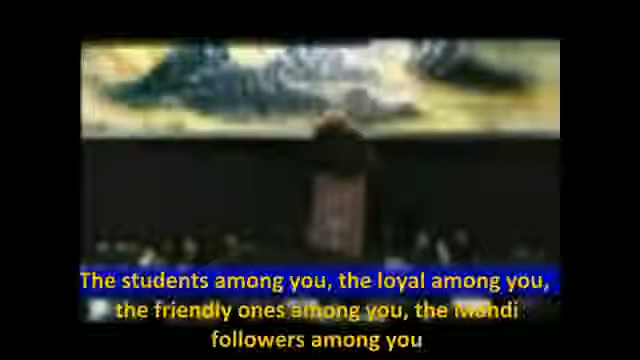 The students among you, the loyal among you,
the friendly ones among you, the Mahdi
followers among you